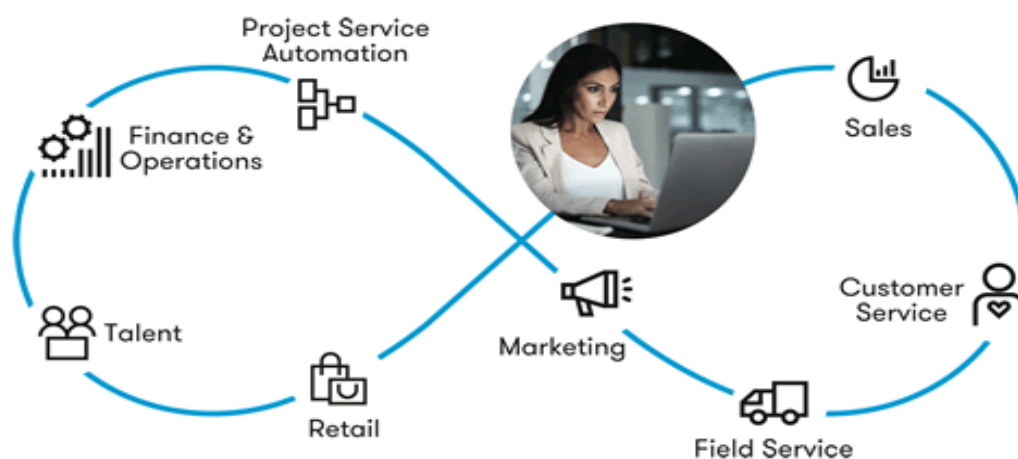 Project Service
Automation
Finance &
Operations
Sales
Customer
Service
Talent
Marketing
Retail
Field Service